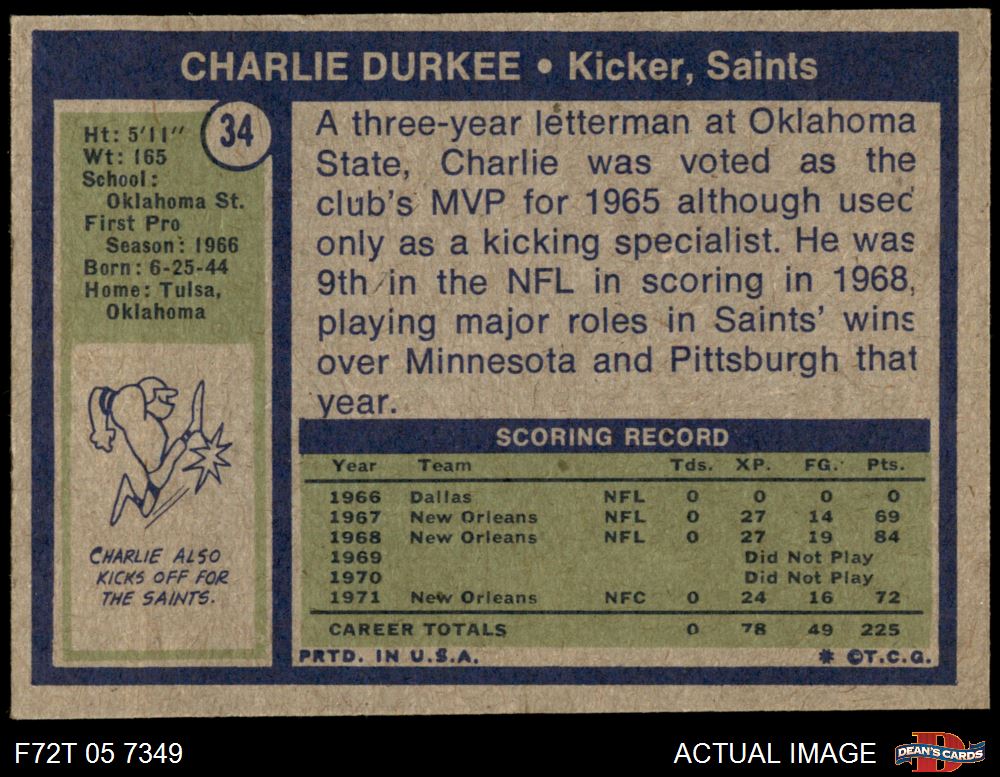 CHARLIE DURKEE • Kicker, Saints
34
Ht: 5'11"
Wt: 165
School:
Oklahoma St.
First Pro
Season: 1966
Born: 6-25-44
Home: Tulsa,
Oklahoma
CHARLIE ALSO
KICKS OFF FOR
THE SAINTS.
A three-year letterman at Oklahoma
State, Charlie was voted as the
club's MVP for 1965 although used
only as a kicking specialist. He was
9th in the NFL in scoring in 1968,
playing major roles in Saints' wins
over Minnesota and Pittsburgh that
year.
SCORING RECORD
Year Team Tds. XP. FG. Pts.
1966 Dallas NFL 0 0 0 0
1967 New Orleans NFL 0 27 14 69
1968 New Orleans NFL 0 27 19 84
1969 Did Not Play
1970 Did Not Play
1971 New Orleans NFC 0 24 16 72
CAREER TOTALS 0 78 49 225
PRTD. IN U.S.A. * ©T.C.G.
F72T 05 7349 ACTUAL IMAGE D DEAN'S CARDS